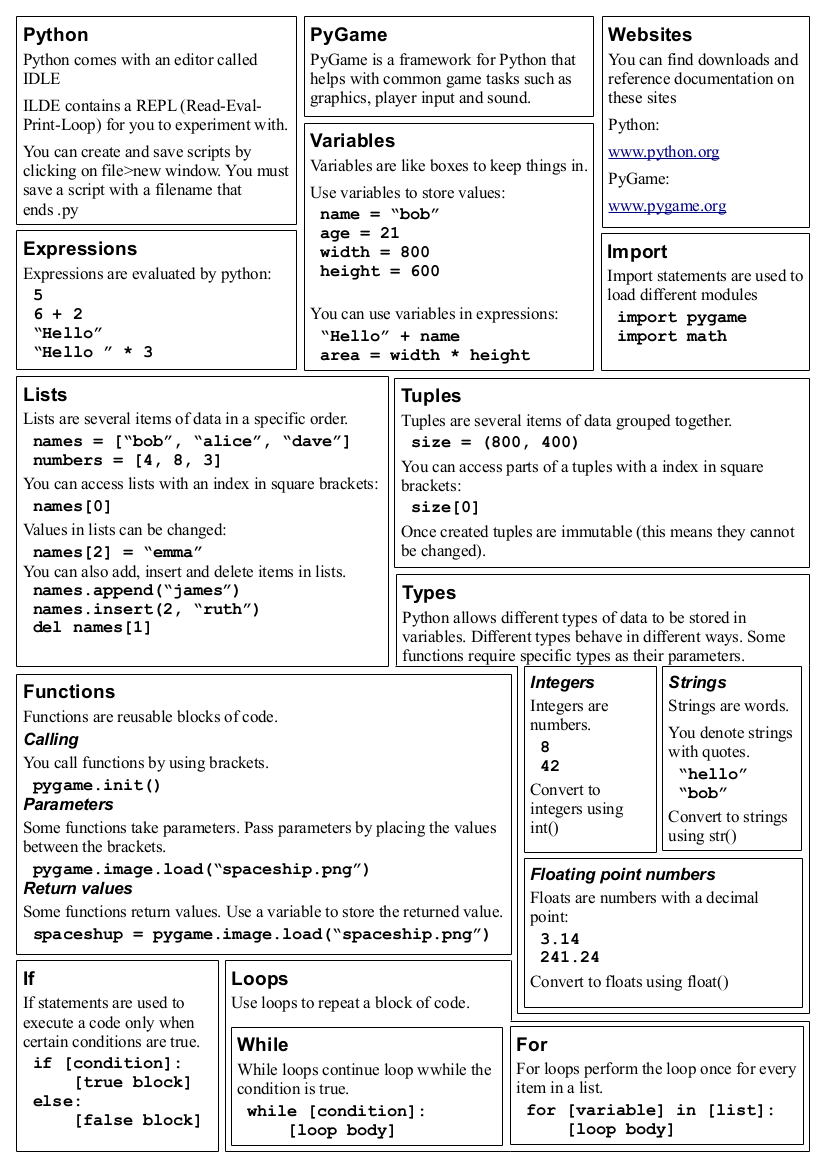 Python
Python comes with an editor called
IDLE
ILDE contains a REPL (Read-Eval-
Print-Loop) for you to experiment with.
You can create and save scripts by
clicking on file>new window. You must
save a script with a filename that
ends .py
PyGame
PyGame is a framework for Python that
helps with common game tasks such as
graphics, player input and sound.
Websites
You can find downloads and
reference documentation on
these sites
Python:
www.python.org
PyGame:
www.pygame.org
Variables
Variables are like boxes to keep things in.
Use variables to store values:
name = “bob”
age = 21
width = 800
height = 600
You can use variables in expressions:
“Hello” + name
area = width * height
Expressions
Expressions are evaluated by python:
5
6 + 2
“Hello”
“Hello ” * 3
Import
Import statements are used to
load different modules
import pygame
import math
Lists
Lists are several items of data in a specific order.
names = [“bob”, “alice”, “dave”]
numbers = [4, 8, 3]
You can access lists with an index in square brackets:
names[0]
Values in lists can be changed:
names[2] = “emma”
You can also add, insert and delete items in lists.
names.append(“james”)
names.insert(2, “ruth”)
del names[1]
Tuples
Tuples are several items of data grouped together.
size = (800, 400)
You can access parts of a tuples with a index in square
brackets:
size[0]
Once created tuples are immutable (this means they cannot
be changed).
Types
Python allows different types of data to be stored in
variables. Different types behave in different ways. Some
functions require specific types as their parameters.
Integers
Integers are
numbers.
8
42
Convert to
integers using
int()
Strings
Strings are words.
You denote strings
with quotes.
“hello”
“bob”
Convert to strings
using str()
Floating point numbers
Floats are numbers with a decimal
point:
3.14
241.24
Convert to floats using float()
Functions
Functions are reusable blocks of code.
Calling
You call functions by using brackets.
pygame.init()
Parameters
Some functions take parameters. Pass parameters by placing the values
between the brackets.
pygame.image.load(“spaceship.png”)
Return values
Some functions return values. Use a variable to store the returned value.
spaceshup = pygame.image.load(“spaceship.png”)
If
If statements are used to
execute a code only when
certain conditions are true.
if [condition]:
    [true block]
else:
    [false block]
Loops
Use loops to repeat a block of code.
While
While loops continue loop wwhile the
condition is true.
while [condition]:
    [loop body]
For
For loops perform the loop once for every
item in a list.
for [variable] in [list]:
    [loop body]